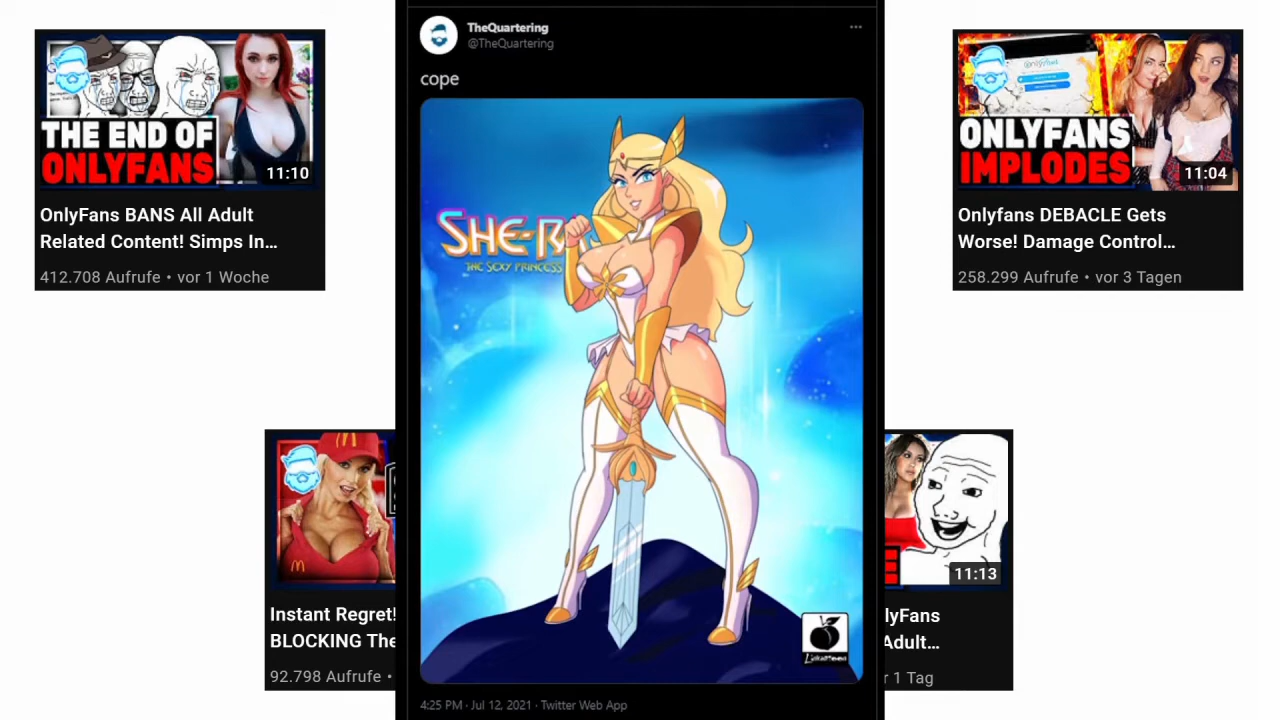 TheQuartering
@TheQuartering
cope
SHE-RA
THE SEXY PRINCESS
4:25 PM · Jul 12, 2021 · Twitter Web App
THE END OF
ONLYFANS
11:10
OnlyFans BANS All Adult
Related Content! Simps In…
412.708 Aufrufe • vor 1 Woche
ONLYFANS
IMPLODES
11:04
Onlyfans DEBACLE Gets
Worse! Damage Control…
258.299 Aufrufe • vor 3 Tagen
Instant Regret!
BLOCKING The
92.798 Aufrufe •
11:13
lyFans
Adult…
r 1 Tag